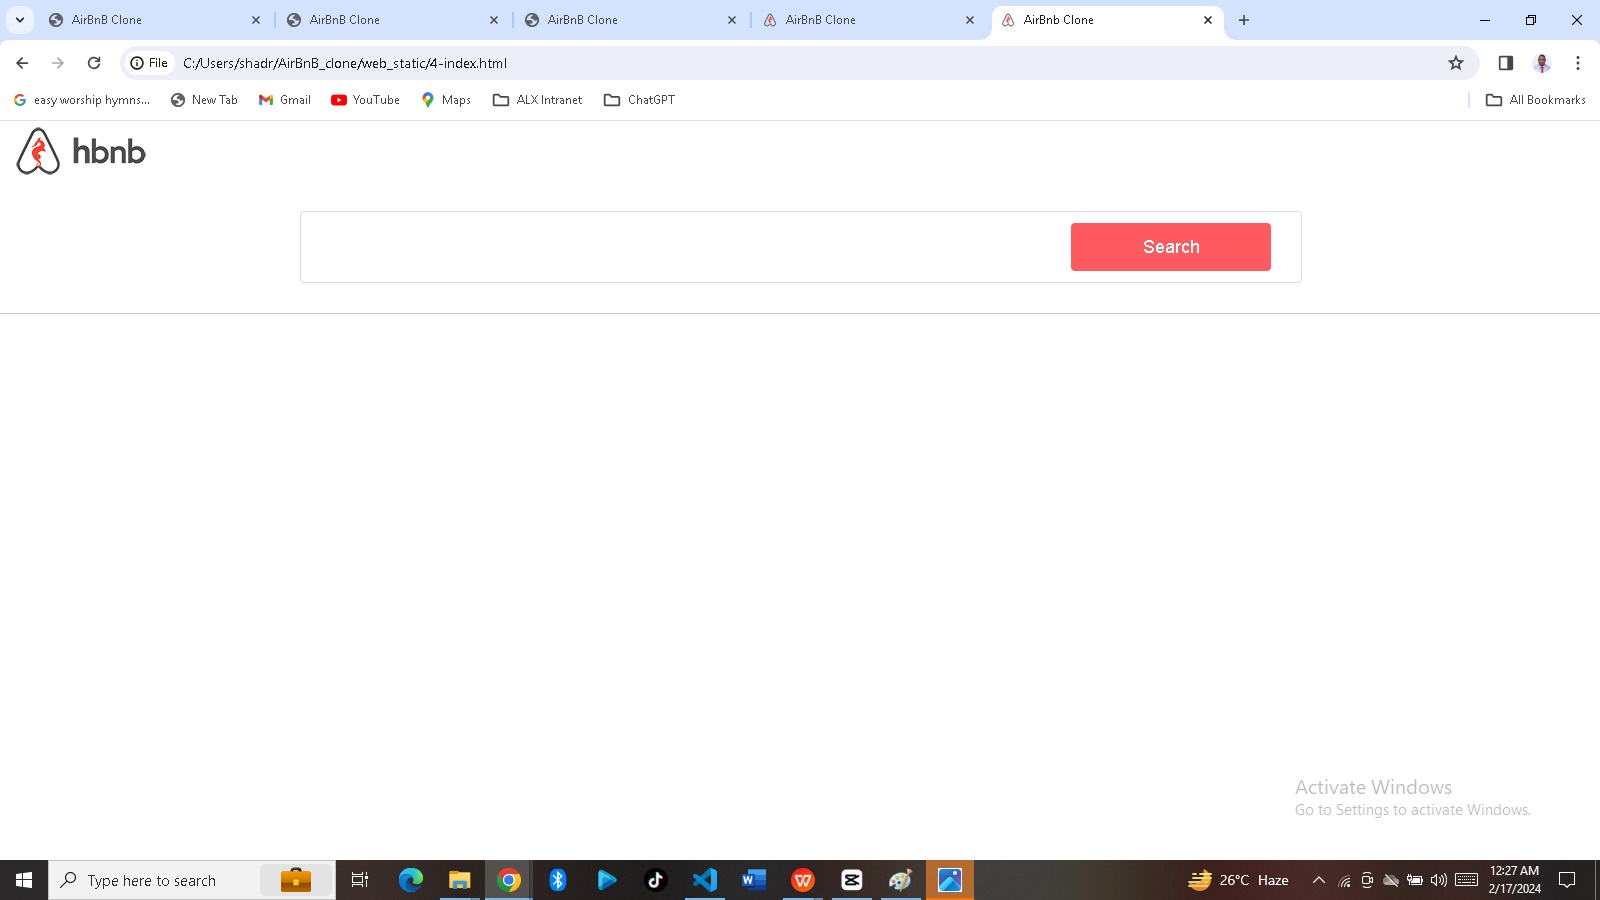 AirBnB Clone
AirBnB Clone
AirBnB Clone
AirBnB Clone
AirBnb Clone
File C:/Users/shadr/AirBnB_clone/web_static/4-index.html
easy worship hymns... New Tab Gmail YouTube Maps ALX Intranet ChatGPT All Bookmarks
hbnb
Search
Activate Windows
Go to Settings to activate Windows.
Type here to search
26°C Haze
12:27 AM
2/17/2024